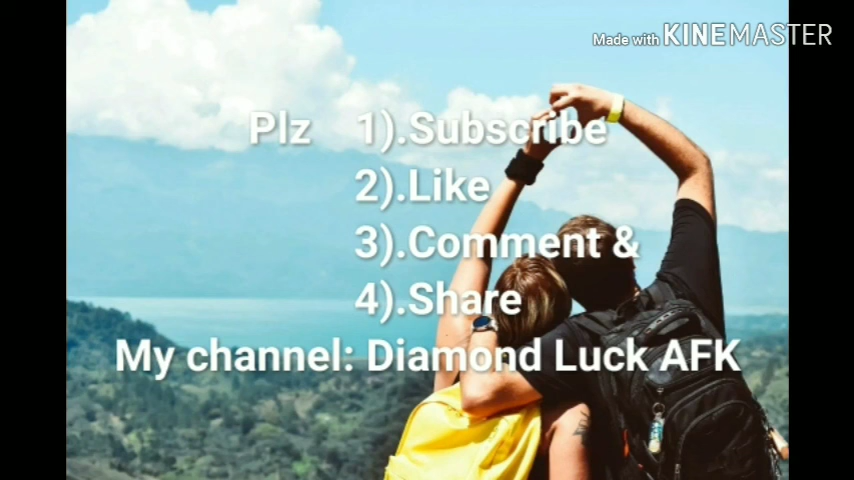 Made with KINEMASTER
Plz 1).Subscribe
2).Like
3).Comment &
4).Share
My channel: Diamond Luck AFK